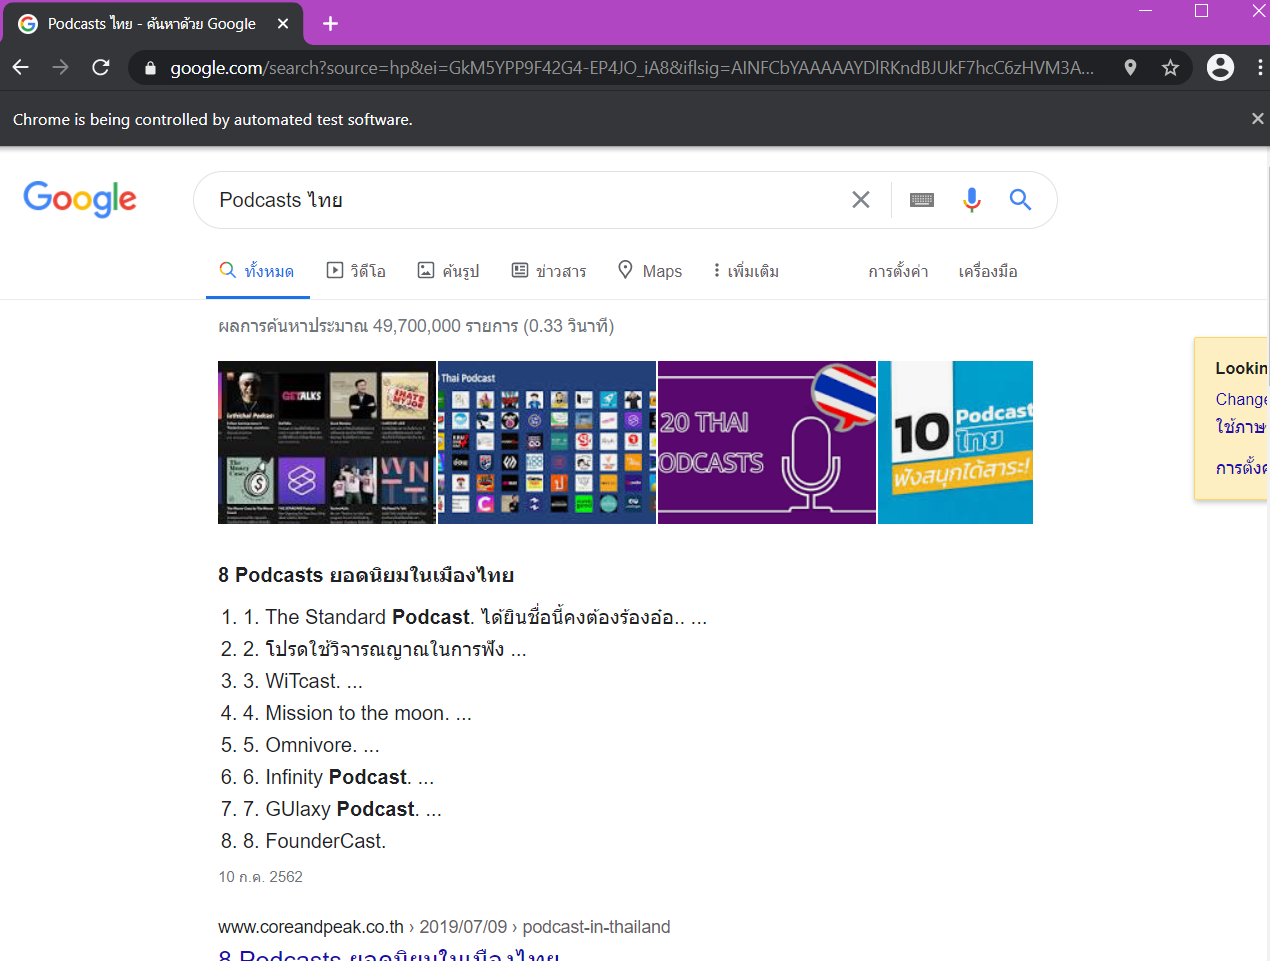 Podcasts ไทย - ค้นหาด้วย Google
google.com/search?source=hp&ei=GkM5YPP9F42G4-EP4JO_iA8&iflsig=AINFCbYAAAAAYDlRKndBJUkF7hcC6zHVM3A...
Chrome is being controlled by automated test software.
Google
Podcasts ไทย
ทั้งหมด วิดีโอ ค้นรูป ข่าวสาร Maps เพิ่มเติม การตั้งค่า เครื่องมือ
ผลการค้นหาประมาณ 49,700,000 รายการ (0.33 วินาที)
GETTALKS
Thai Podcast
20 THAI
ODCASTS
10 Podcast
ไทย
ฟังสนุกได้สาระ!
Lookin
Change
ใช้ภาษ
การตั้งค
8 Podcasts ยอดนิยมในเมืองไทย
1. 1. The Standard Podcast. ได้ยินชื่อนี้คงต้องร้องอ๋อ.. ...
2. 2. โปรดใช้วิจารณญาณในการฟัง ...
3. 3. WiTcast. ...
4. 4. Mission to the moon. ...
5. 5. Omnivore. ...
6. 6. Infinity Podcast. ...
7. 7. GUlaxy Podcast. ...
8. 8. FounderCast.
10 ก.ค. 2562
www.coreandpeak.co.th › 2019/07/09 › podcast-in-thailand
8 Podcasts ยอดนิยมในเมืองไทย